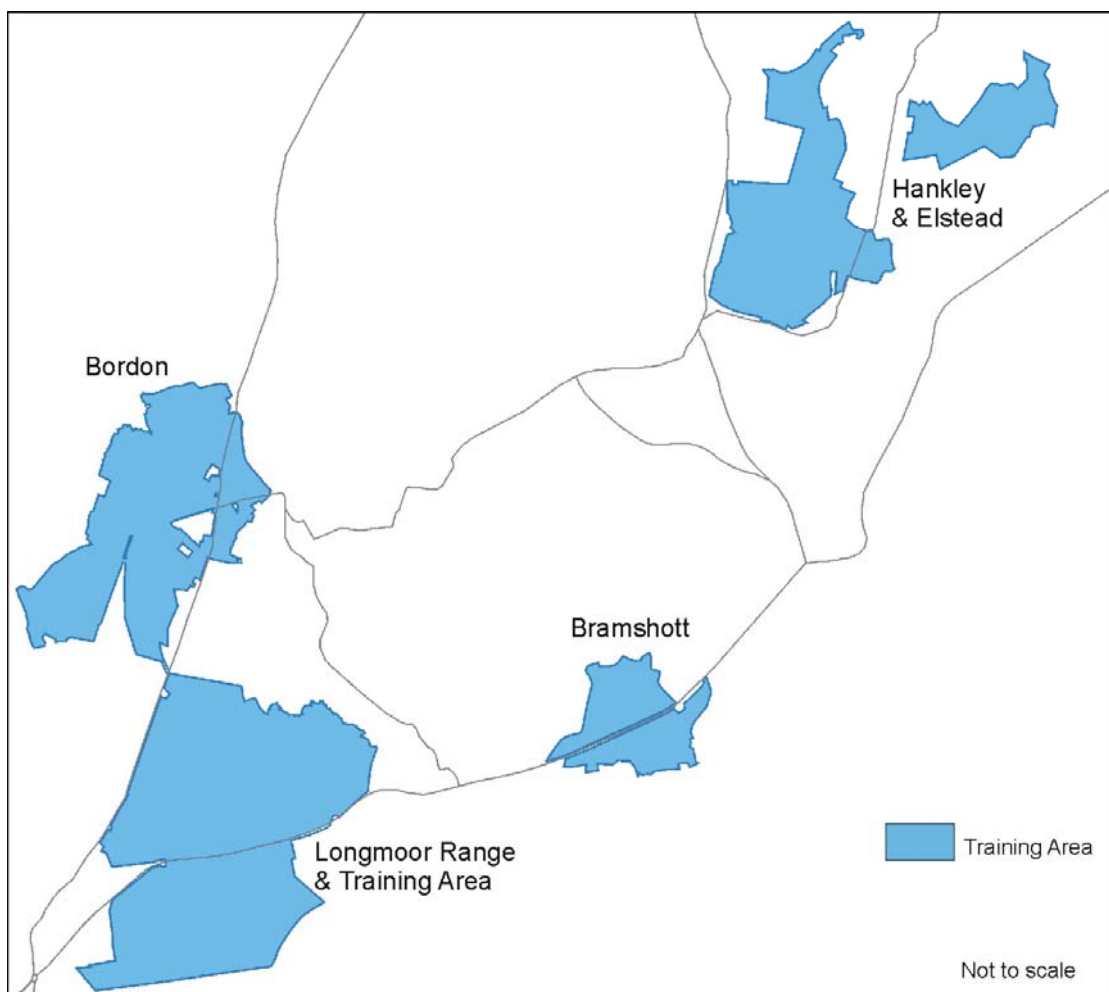 Hankley
& Elstead
Bordon
Bramshott
Longmoor Range
& Training Area
Training Area
Not to scale